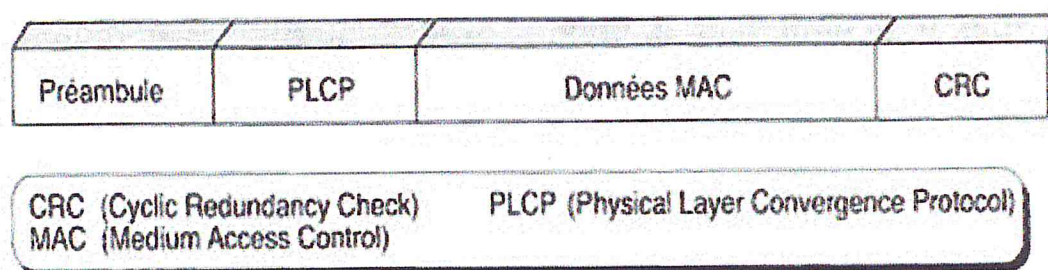 Préambule PLCP Données MAC CRC
CRC (Cyclic Redundancy Check) PLCP (Physical Layer Convergence Protocol)
MAC (Medium Access Control)